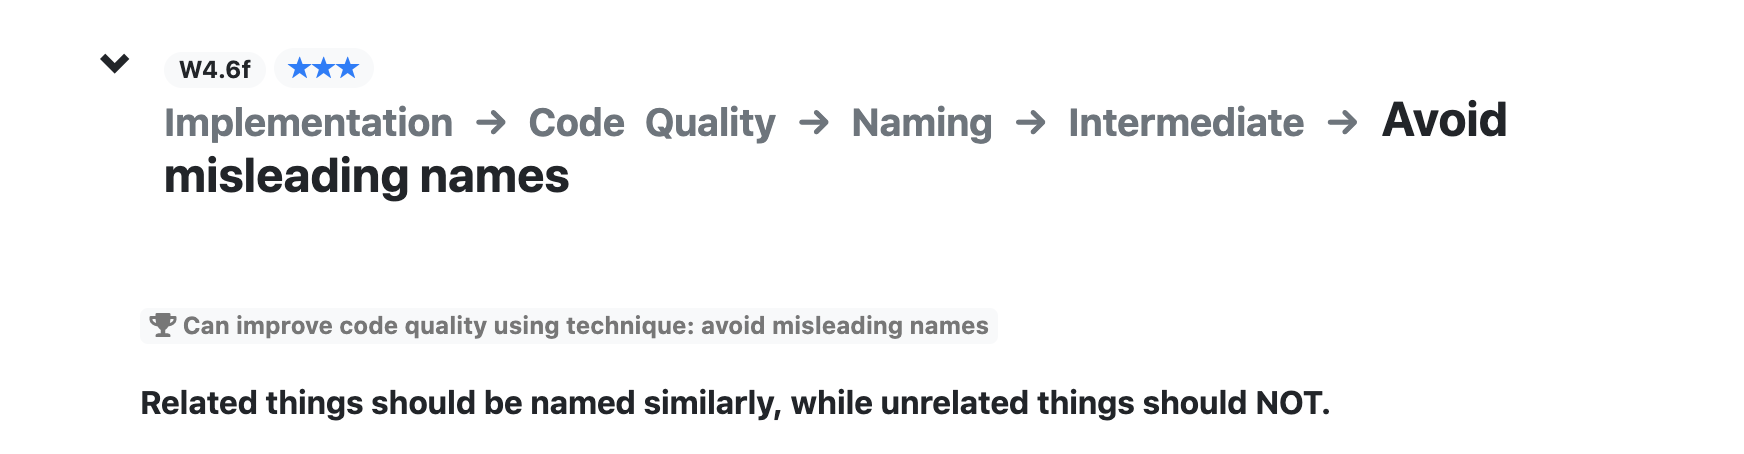 W4.6f ★★★
Implementation → Code Quality → Naming → Intermediate → Avoid
misleading names
Can improve code quality using technique: avoid misleading names
Related things should be named similarly, while unrelated things should NOT.